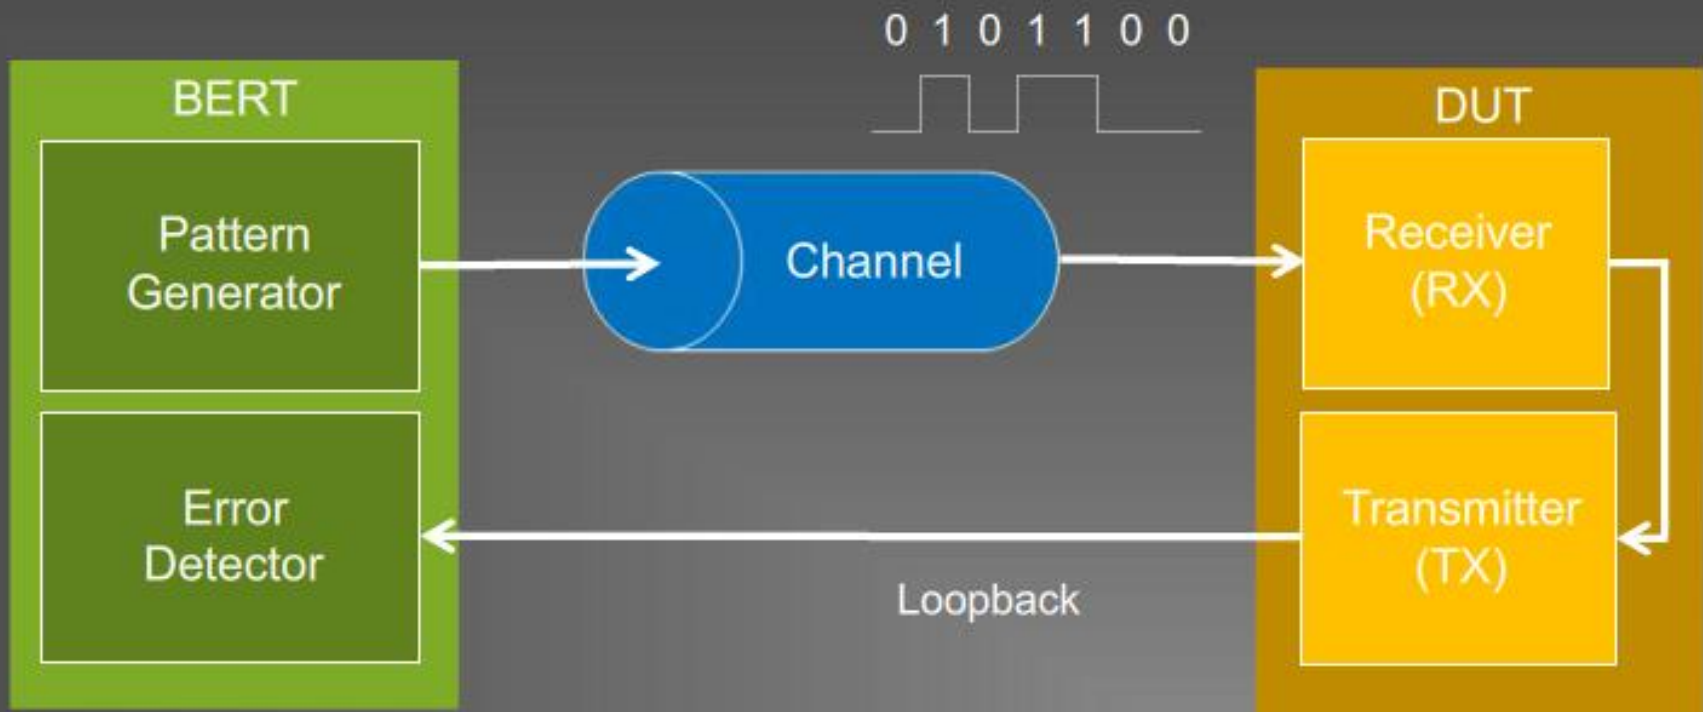 0 1 0 1 1 0 0
BERT
DUT
Pattern
Generator
Channel
Receiver
(RX)
Error
Detector
Transmitter
(TX)
Loopback